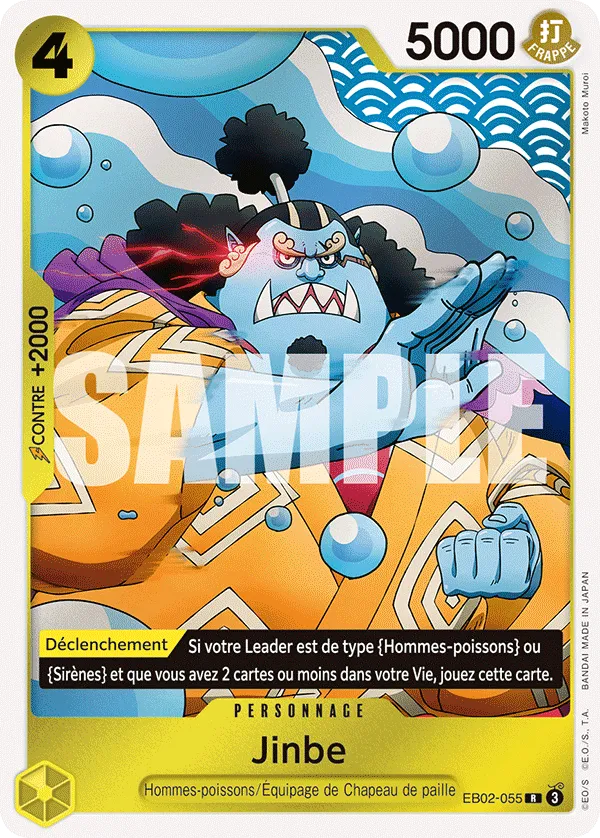 4
5000
打
FRAPPE
Makoto Muroi
CONTRE +2000
SAMPLE
Déclenchement Si votre Leader est de type {Hommes-poissons} ou
{Sirènes} et que vous avez 2 cartes ou moins dans votre Vie, jouez cette carte.
PERSONNAGE
Jinbe
Hommes-poissons/Équipage de Chapeau de paille
EB02-055 R 3
©EO/S ©E.O./S., T.A. BANDAI MADE IN JAPAN